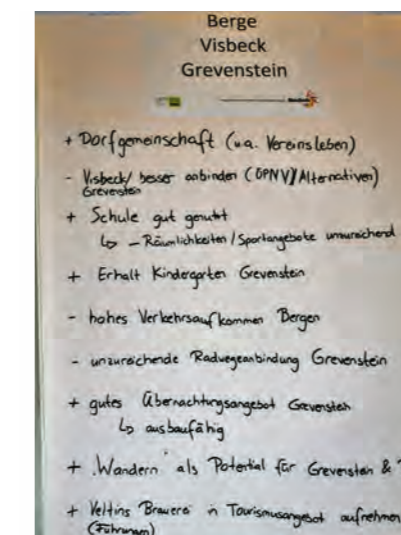 Berge
Visbeck
Grevenstein
+ Dorfgemeinschaft (u.a. Vereinsleben)
- Visbeck/ besser anbinden (ÖPNV/Alternativen)
Grevenstein
+ Schule gut genutzt
↳ - Räumlichkeiten/Sportangebote unzureichend
+ Erhalt Kindergarten Grevenstein
- hohes Verkehrsaufkommen Bergen
- unzureichende Radwegeanbindung Grevenstein
+ gutes Übernachtungsangebot Grevenstein
↳ ausbaufähig
+ "Wandern" als Potential für Grevenstein &
+ Veltins Brauerei in Tourismusangebot aufnehmen
(Führungen)